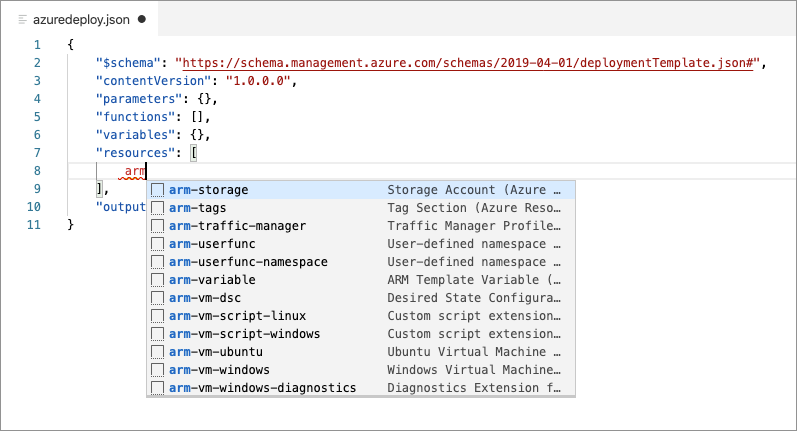 azuredeploy.json
1 {
2 "$schema": "https://schema.management.azure.com/schemas/2019-04-01/deploymentTemplate.json#",
3 "contentVersion": "1.0.0.0",
4 "parameters": {},
5 "functions": [],
6 "variables": {},
7 "resources": [
8 arm
9 ],
10 "output
11 }
arm-storage Storage Account (Azure …
arm-tags Tag Section (Azure Reso…
arm-traffic-manager Traffic Manager Profile…
arm-userfunc User-defined namespace …
arm-userfunc-namespace User-defined namespace …
arm-variable ARM Template Variable (…
arm-vm-dsc Desired State Configura…
arm-vm-script-linux Custom script extension…
arm-vm-script-windows Custom script extension…
arm-vm-ubuntu Ubuntu Virtual Machine …
arm-vm-windows Windows Virtual Machine…
arm-vm-windows-diagnostics Diagnostics Extension f…